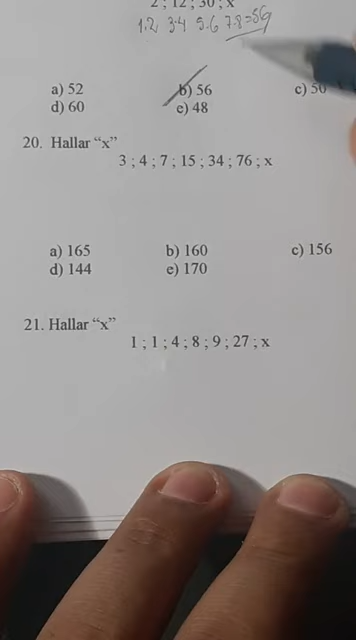 2 ; 12 ; 30 ; x
1.2 3.4 5.6 7.8=56
a) 52 b) 56 c) 50
d) 60 e) 48
20. Hallar “x”
3 ; 4 ; 7 ; 15 ; 34 ; 76 ; x
a) 165 b) 160 c) 156
d) 144 e) 170
21. Hallar “x”
1 ; 1 ; 4 ; 8 ; 9 ; 27 ; x